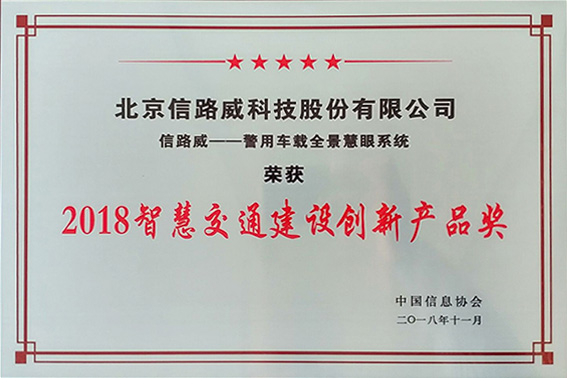 北京信路威科技股份有限公司
信路威——警用车载全景慧眼系统
荣获
2018智慧交通建设创新产品奖
中国信息协会
二〇一八年十一月